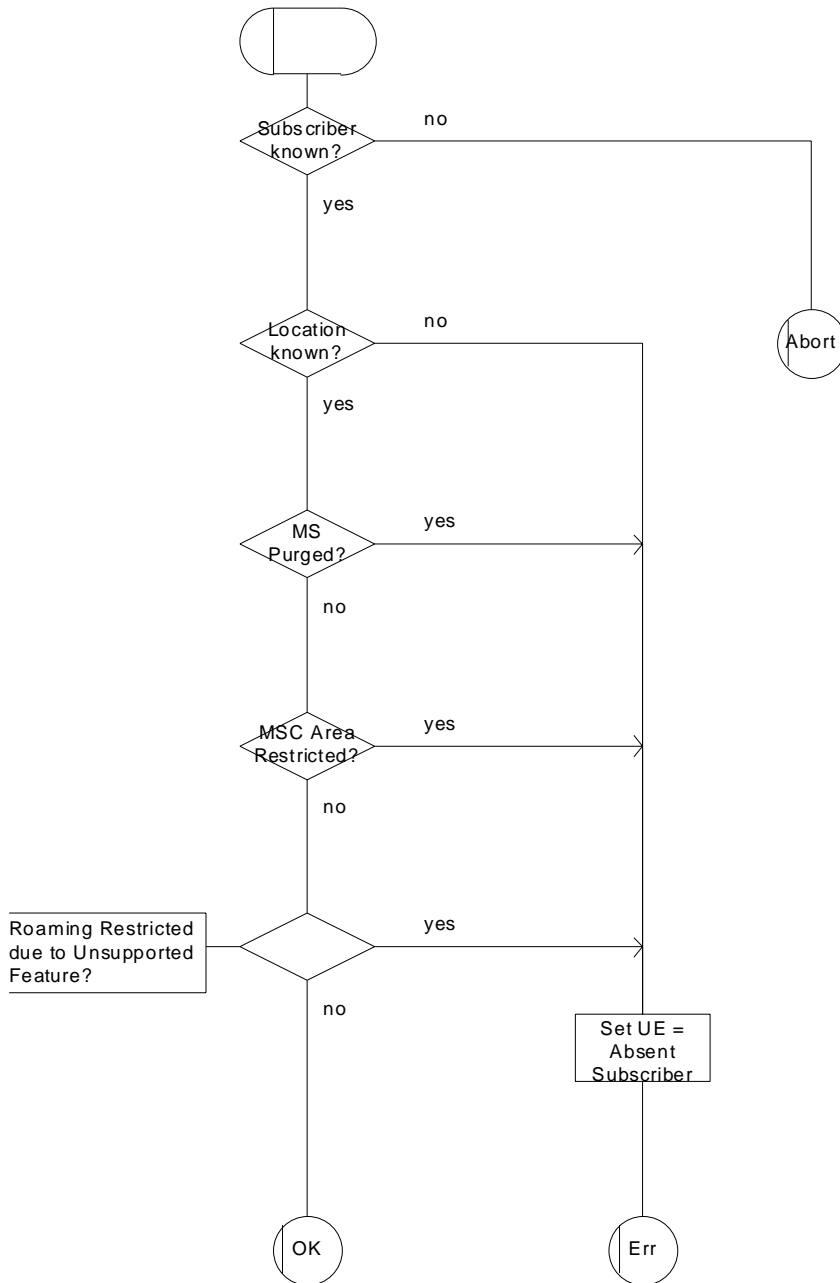 Subscriber
known?
no
yes
Location
known?
no
Abort
yes
MS
Purged?
yes
no
MSC Area
Restricted?
yes
no
Roaming Restricted
due to Unsupported
Feature?
yes
no
Set UE =
Absent
Subscriber
OK
Err